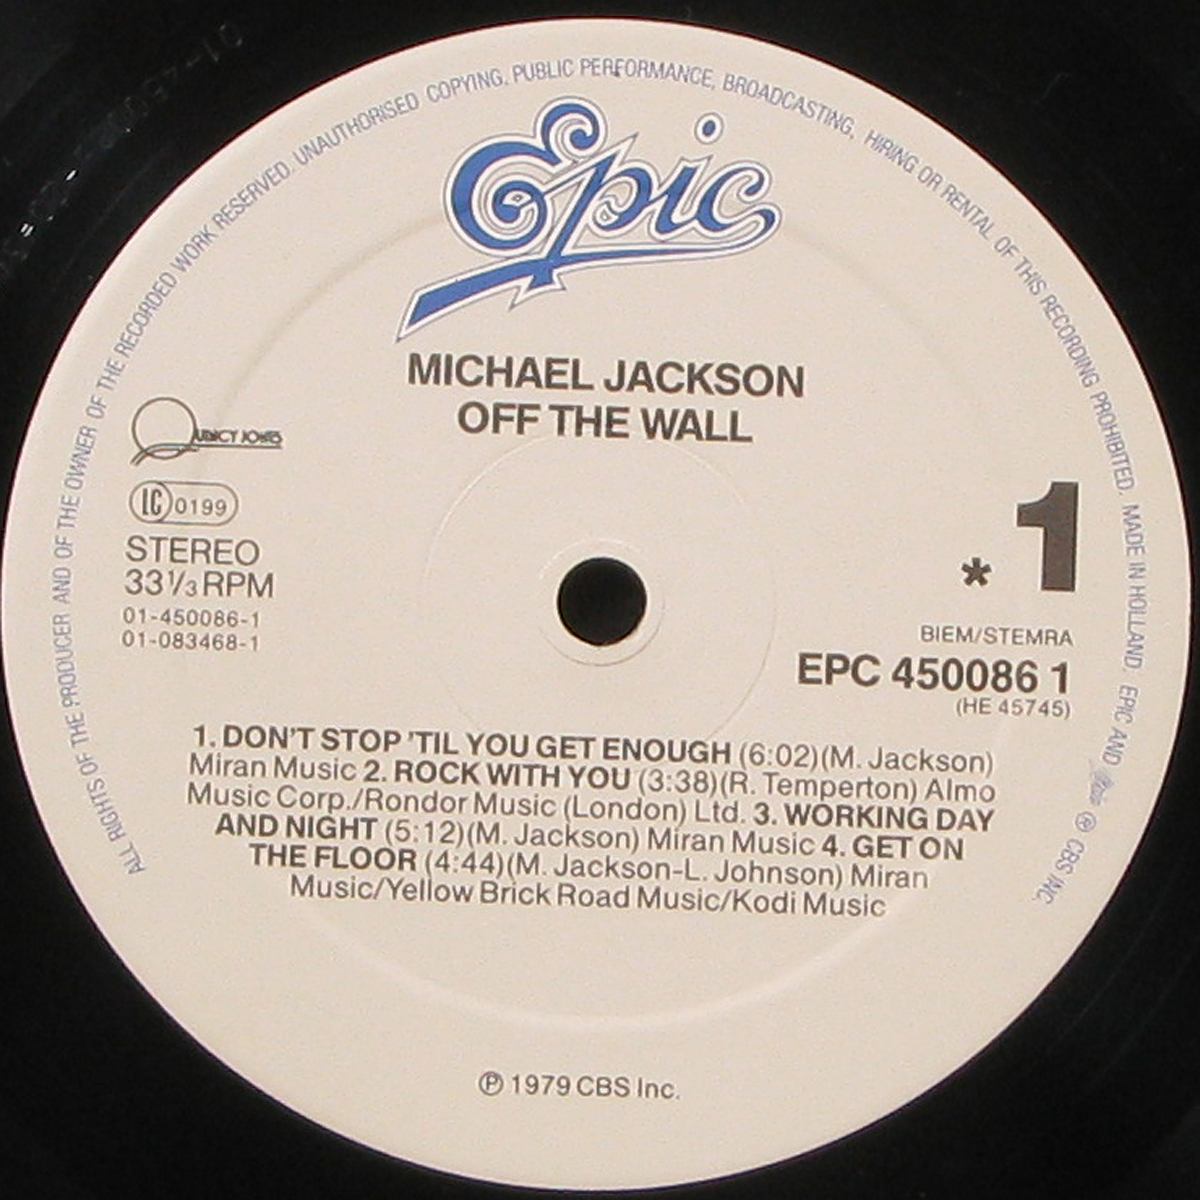 ALL RIGHTS OF THE PRODUCER AND OF THE OWNER OF THE RECORDED WORK RESERVED. UNAUTHORISED COPYING, PUBLIC PERFORMANCE, BROADCASTING, HIRING OR RENTAL OF THIS RECORDING PROHIBITED. MADE IN HOLLAND. EPIC AND Epic ® CBS INC.
Epic
MICHAEL JACKSON
OFF THE WALL
QUINCY JONES
LC 0199
STEREO
33 1/3 RPM
01-450086-1
01-083468-1
* 1
BIEM/STEMRA
EPC 450086 1
(HE 45745)
1. DON'T STOP 'TIL YOU GET ENOUGH (6:02)(M. Jackson)
Miran Music 2. ROCK WITH YOU (3:38)(R. Temperton) Almo
Music Corp./Rondor Music (London) Ltd. 3. WORKING DAY
AND NIGHT (5:12)(M. Jackson) Miran Music 4. GET ON
THE FLOOR (4:44)(M. Jackson-L. Johnson) Miran
Music/Yellow Brick Road Music/Kodi Music
℗ 1979 CBS Inc.